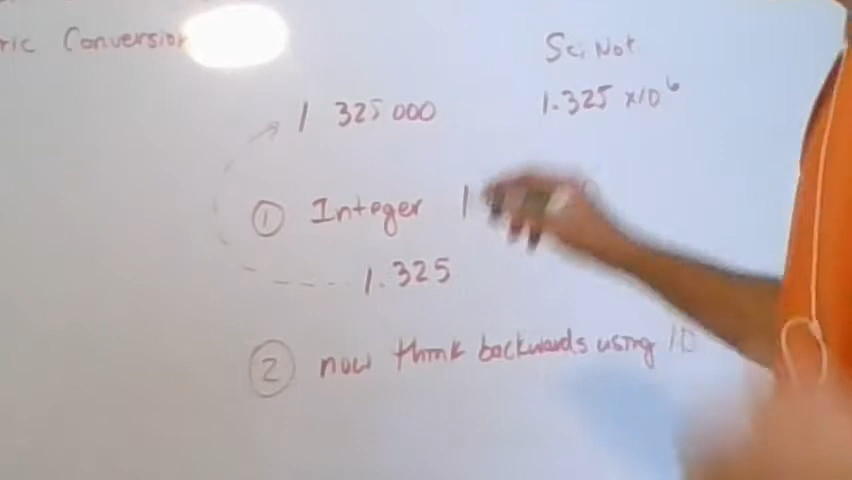 Conversion
Sci Not
1 325 000
1.325 x10⁶
① Integer 1
1.325
② now think backwards using 10